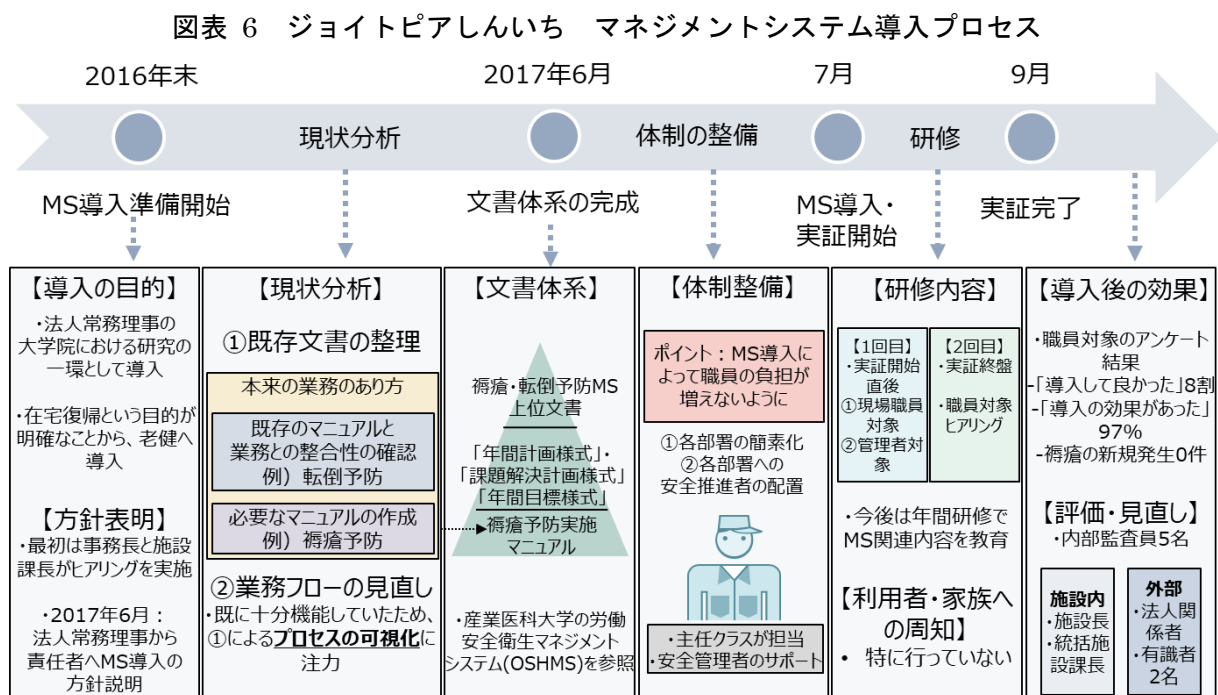 図表 6 ジョイトピアしんいち マネジメントシステム導入プロセス
2016年末
2017年6月
7月
9月
現状分析
体制の整備
研修
MS導入準備開始
文書体系の完成
MS導入・
実証開始
実証完了
【導入の目的】
・法人常務理事の
大学院における研究の
一環として導入
・在宅復帰という目的が
明確なことから、老健へ
導入
【方針表明】
・最初は事務長と施設
課長がヒアリングを実施
・2017年6月：
法人常務理事から
責任者へMS導入の
方針説明
【現状分析】
①既存文書の整理
本来の業務のあり方
既存のマニュアルと
業務との整合性の確認
例）転倒予防
必要なマニュアルの作成
例）褥瘡予防
②業務フローの見直し
・既に十分機能していたため、
①によるプロセスの可視化に
注力
【文書体系】
褥瘡・転倒予防MS
上位文書
「年間計画様式」・
「課題解決計画様式」
「年間目標様式」
褥瘡予防実施
マニュアル
・産業医科大学の労働
安全衛生マネジメント
システム(OSHMS)を参照
【体制整備】
ポイント：MS導入に
よって職員の負担が
増えないように
①各部署の簡素化
②各部署への
安全推進者の配置
・主任クラスが担当
・安全管理者のサポート
【研修内容】
【1回目】
・実証開始
直後
①現場職員
対象
②管理者対
象
【2回目】
・実証終盤
・職員対象
ヒアリング
・今後は年間研修で
MS関連内容を教育
【利用者・家族へ
の周知】
• 特に行っていない
【導入後の効果】
・職員対象のアンケート
結果
-「導入して良かった」8割
-「導入の効果があった」
97%
-褥瘡の新規発生0件
【評価・見直し】
・内部監査員5名
施設内
・施設長
・統括施
設課長
外部
・法人関
係者
・有識者
2名